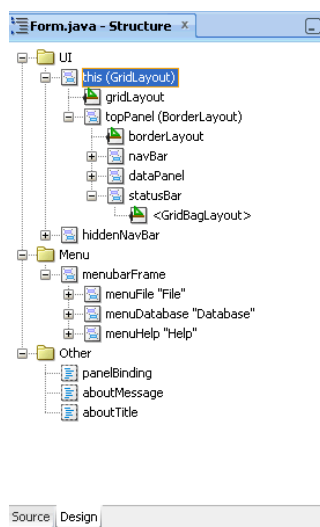 Form.java - Structure
UI
this (GridLayout)
gridLayout
topPanel (BorderLayout)
borderLayout
navBar
dataPanel
statusBar
<GridBagLayout>
hiddenNavBar
Menu
menubarFrame
menuFile "File"
menuDatabase "Database"
menuHelp "Help"
Other
panelBinding
aboutMessage
aboutTitle
Source Design